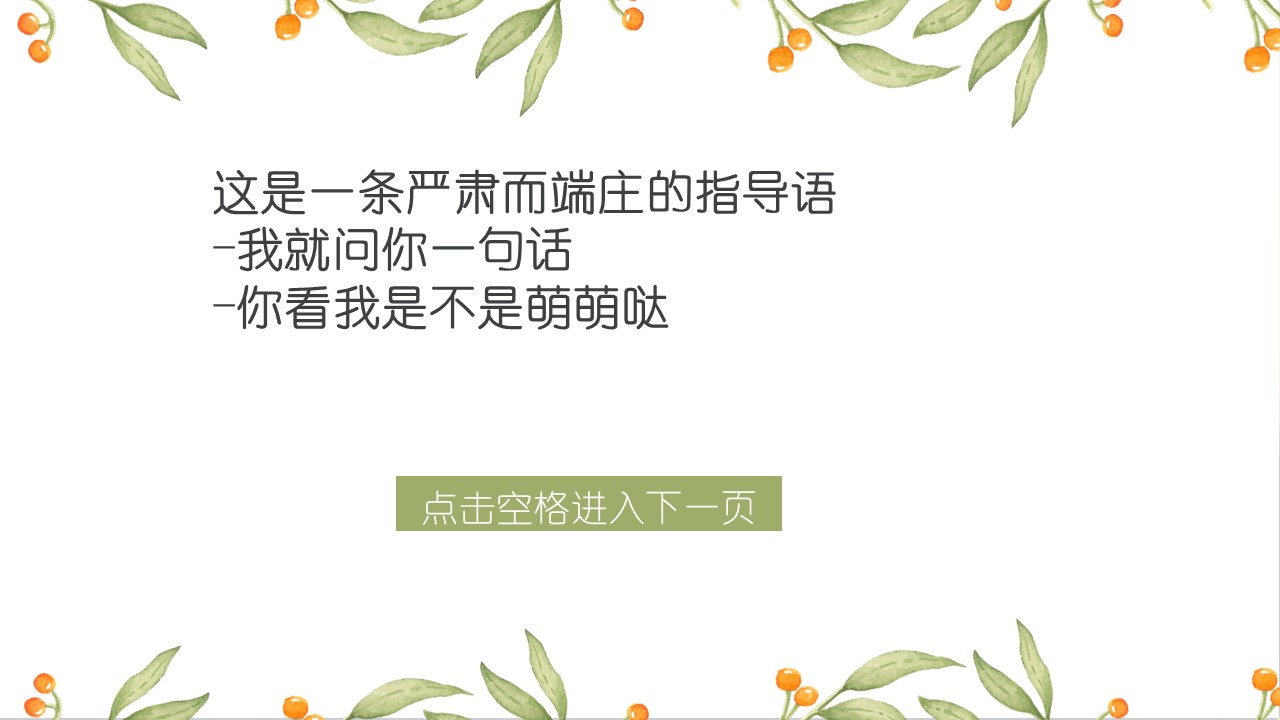 这是一条严肃而端庄的指导语
-我就问你一句话
-你看我是不是萌萌哒
点击空格进入下一页